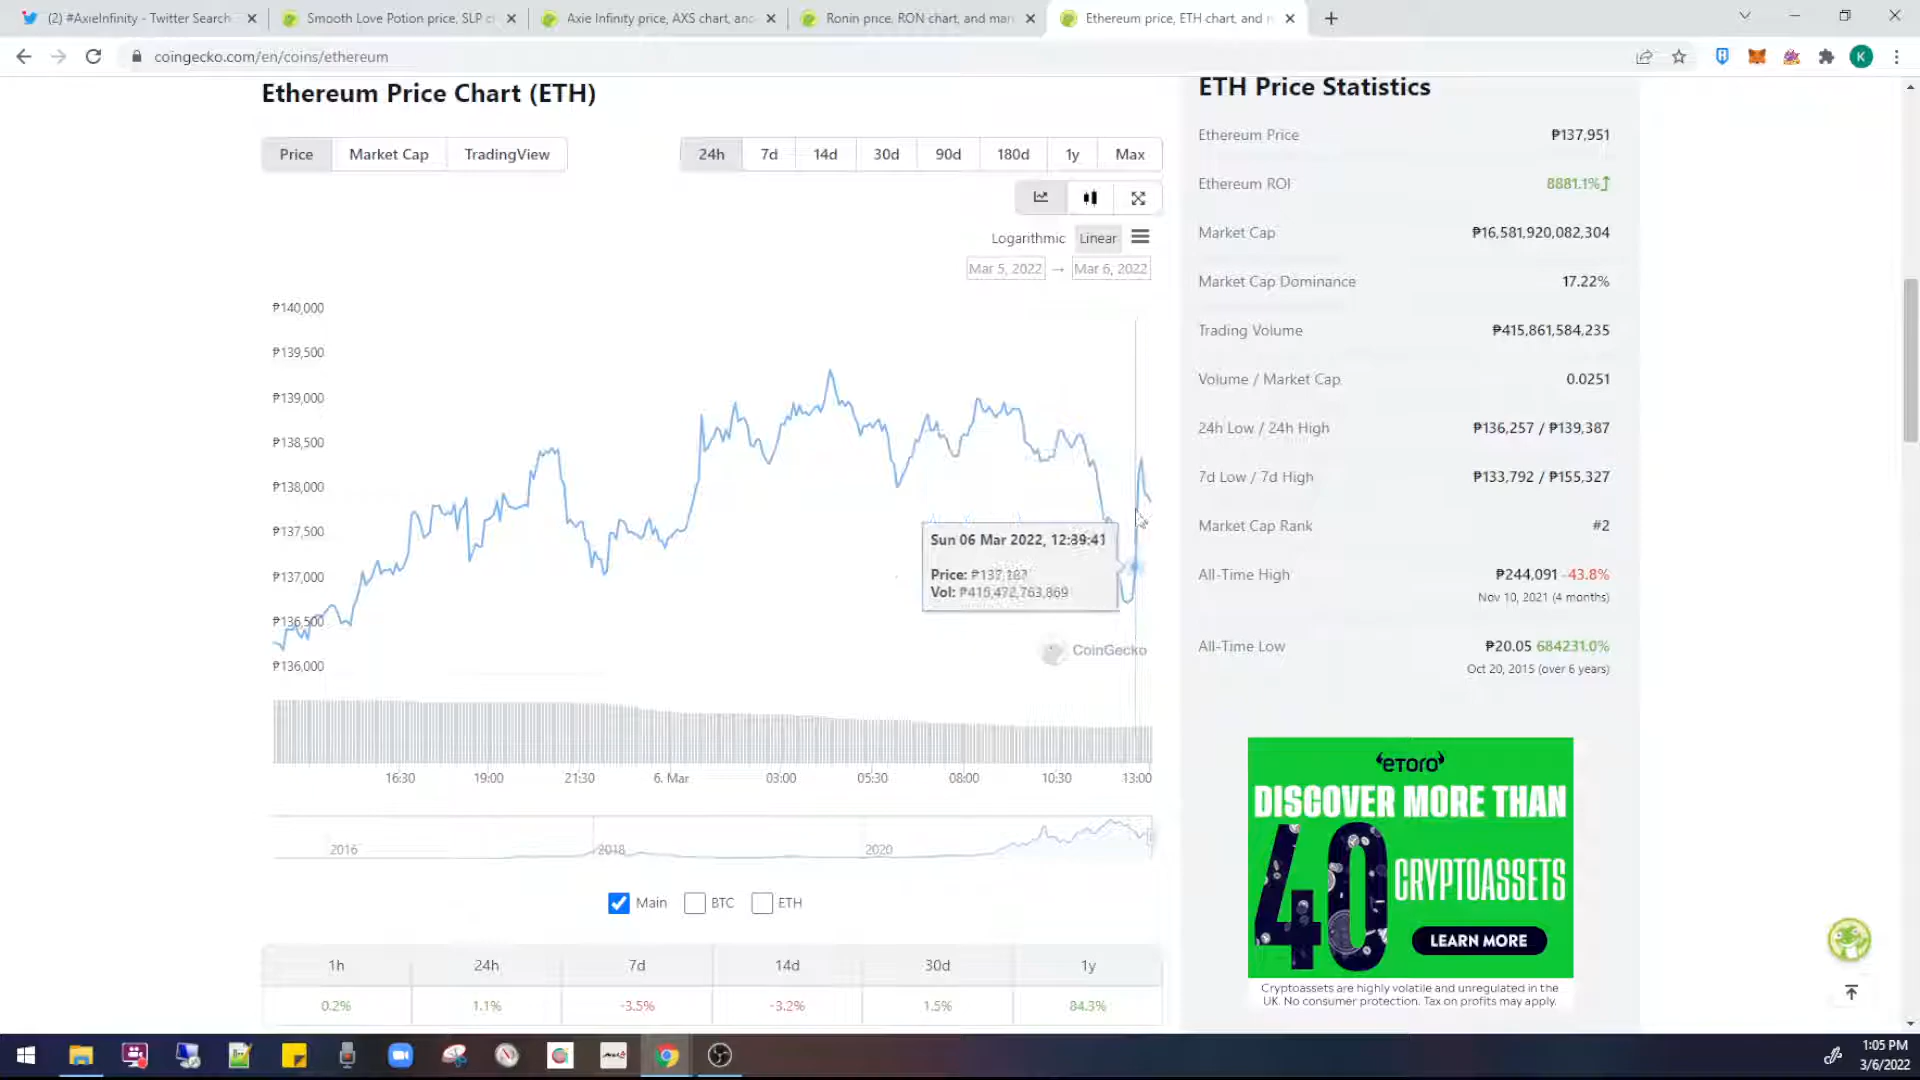 (2) #AxieInfinity - Twitter Search
Smooth Love Potion price, SLP c
Axie Infinity price, AXS chart, and
Ronin price, RON chart, and mar
Ethereum price, ETH chart, and
coingecko.com/en/coins/ethereum
K
Ethereum Price Chart (ETH)
Price
Market Cap
TradingView
24h
7d
14d
30d
90d
180d
1y
Max
Logarithmic
Linear
Mar 5, 2022 → Mar 6, 2022
₱140,000
₱139,500
₱139,000
₱138,500
₱138,000
₱137,500
₱137,000
₱136,500
₱136,000
Sun 06 Mar 2022, 12:39:41
Price:
Vol: ₱416,472,763,869
CoinGecko
16:30
19:00
21:30
6. Mar
03:00
05:30
08:00
10:30
13:00
2016
2018
2020
Main
BTC
ETH
1h 24h 7d 14d 30d 1y
0.2% 1.1% -3.5% -3.2% 1.5% 84.3%
ETH Price Statistics
Ethereum Price ₱137,951
Ethereum ROI 8881.1%
Market Cap ₱16,581,920,082,304
Market Cap Dominance 17.22%
Trading Volume ₱415,861,584,235
Volume / Market Cap 0.0251
24h Low / 24h High ₱136,257 / ₱139,387
7d Low / 7d High ₱133,792 / ₱155,327
Market Cap Rank #2
All-Time High ₱244,091 -43.8%
Nov 10, 2021 (4 months)
All-Time Low ₱20.05 684231.0%
Oct 20, 2015 (over 6 years)
eToro
DISCOVER MORE THAN
40 CRYPTOASSETS
LEARN MORE
Cryptoassets are highly volatile and unregulated in the
UK. No consumer protection. Tax on profits may apply.
1:05 PM
3/6/2022